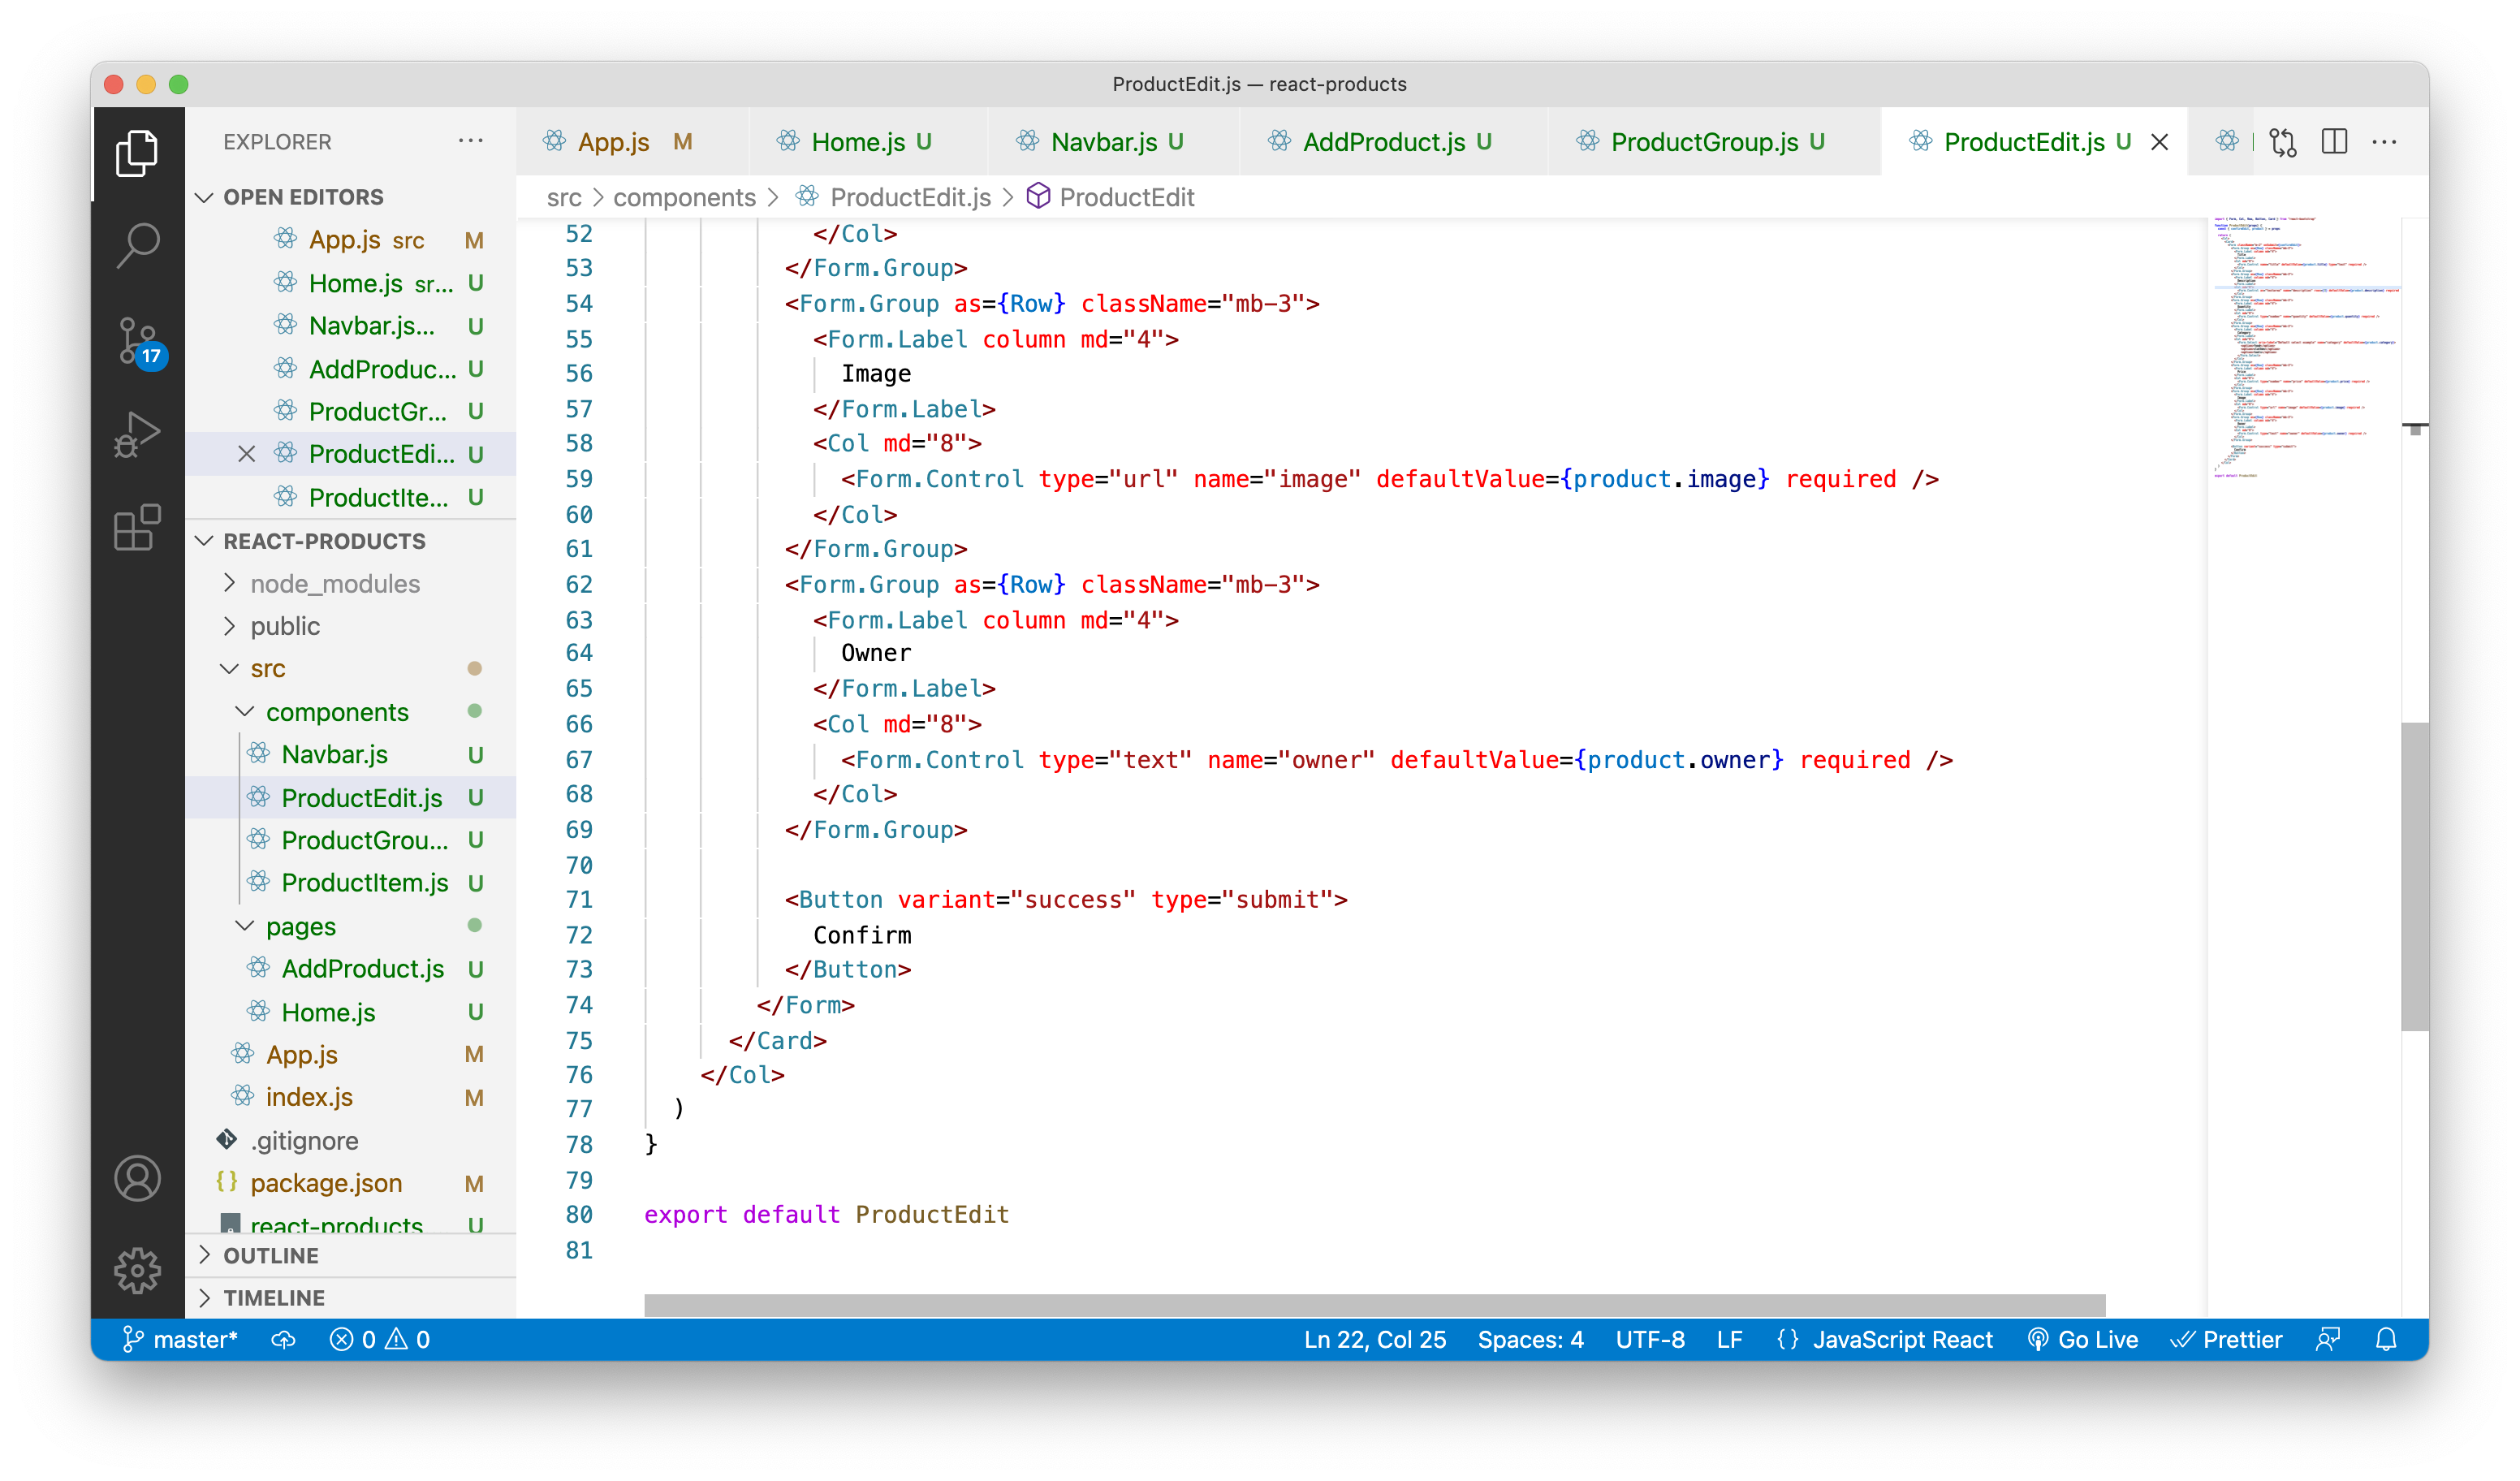 ProductEdit.js — react-products
EXPLORER
App.js M
Home.js U
Navbar.js U
AddProduct.js U
ProductGroup.js U
ProductEdit.js U
OPEN EDITORS
App.js src M
Home.js sr... U
Navbar.js... U
AddProduc... U
ProductGr... U
ProductEdi... U
ProductIte... U
17
REACT-PRODUCTS
node_modules
public
src
components
Navbar.js U
ProductEdit.js U
ProductGrou... U
ProductItem.js U
pages
AddProduct.js U
Home.js U
App.js M
index.js M
.gitignore
package.json M
react-products U
OUTLINE
TIMELINE
src > components > ProductEdit.js > ProductEdit
52 </Col>
53 </Form.Group>
54 <Form.Group as={Row} className="mb-3">
55 <Form.Label column md="4">
56 Image
57 </Form.Label>
58 <Col md="8">
59 <Form.Control type="url" name="image" defaultValue={product.image} required />
60 </Col>
61 </Form.Group>
62 <Form.Group as={Row} className="mb-3">
63 <Form.Label column md="4">
64 Owner
65 </Form.Label>
66 <Col md="8">
67 <Form.Control type="text" name="owner" defaultValue={product.owner} required />
68 </Col>
69 </Form.Group>
70
71 <Button variant="success" type="submit">
72 Confirm
73 </Button>
74 </Form>
75 </Card>
76 </Col>
77 )
78 }
79
80 export default ProductEdit
81
master* 0 0 Ln 22, Col 25 Spaces: 4 UTF-8 LF {} JavaScript React Go Live Prettier